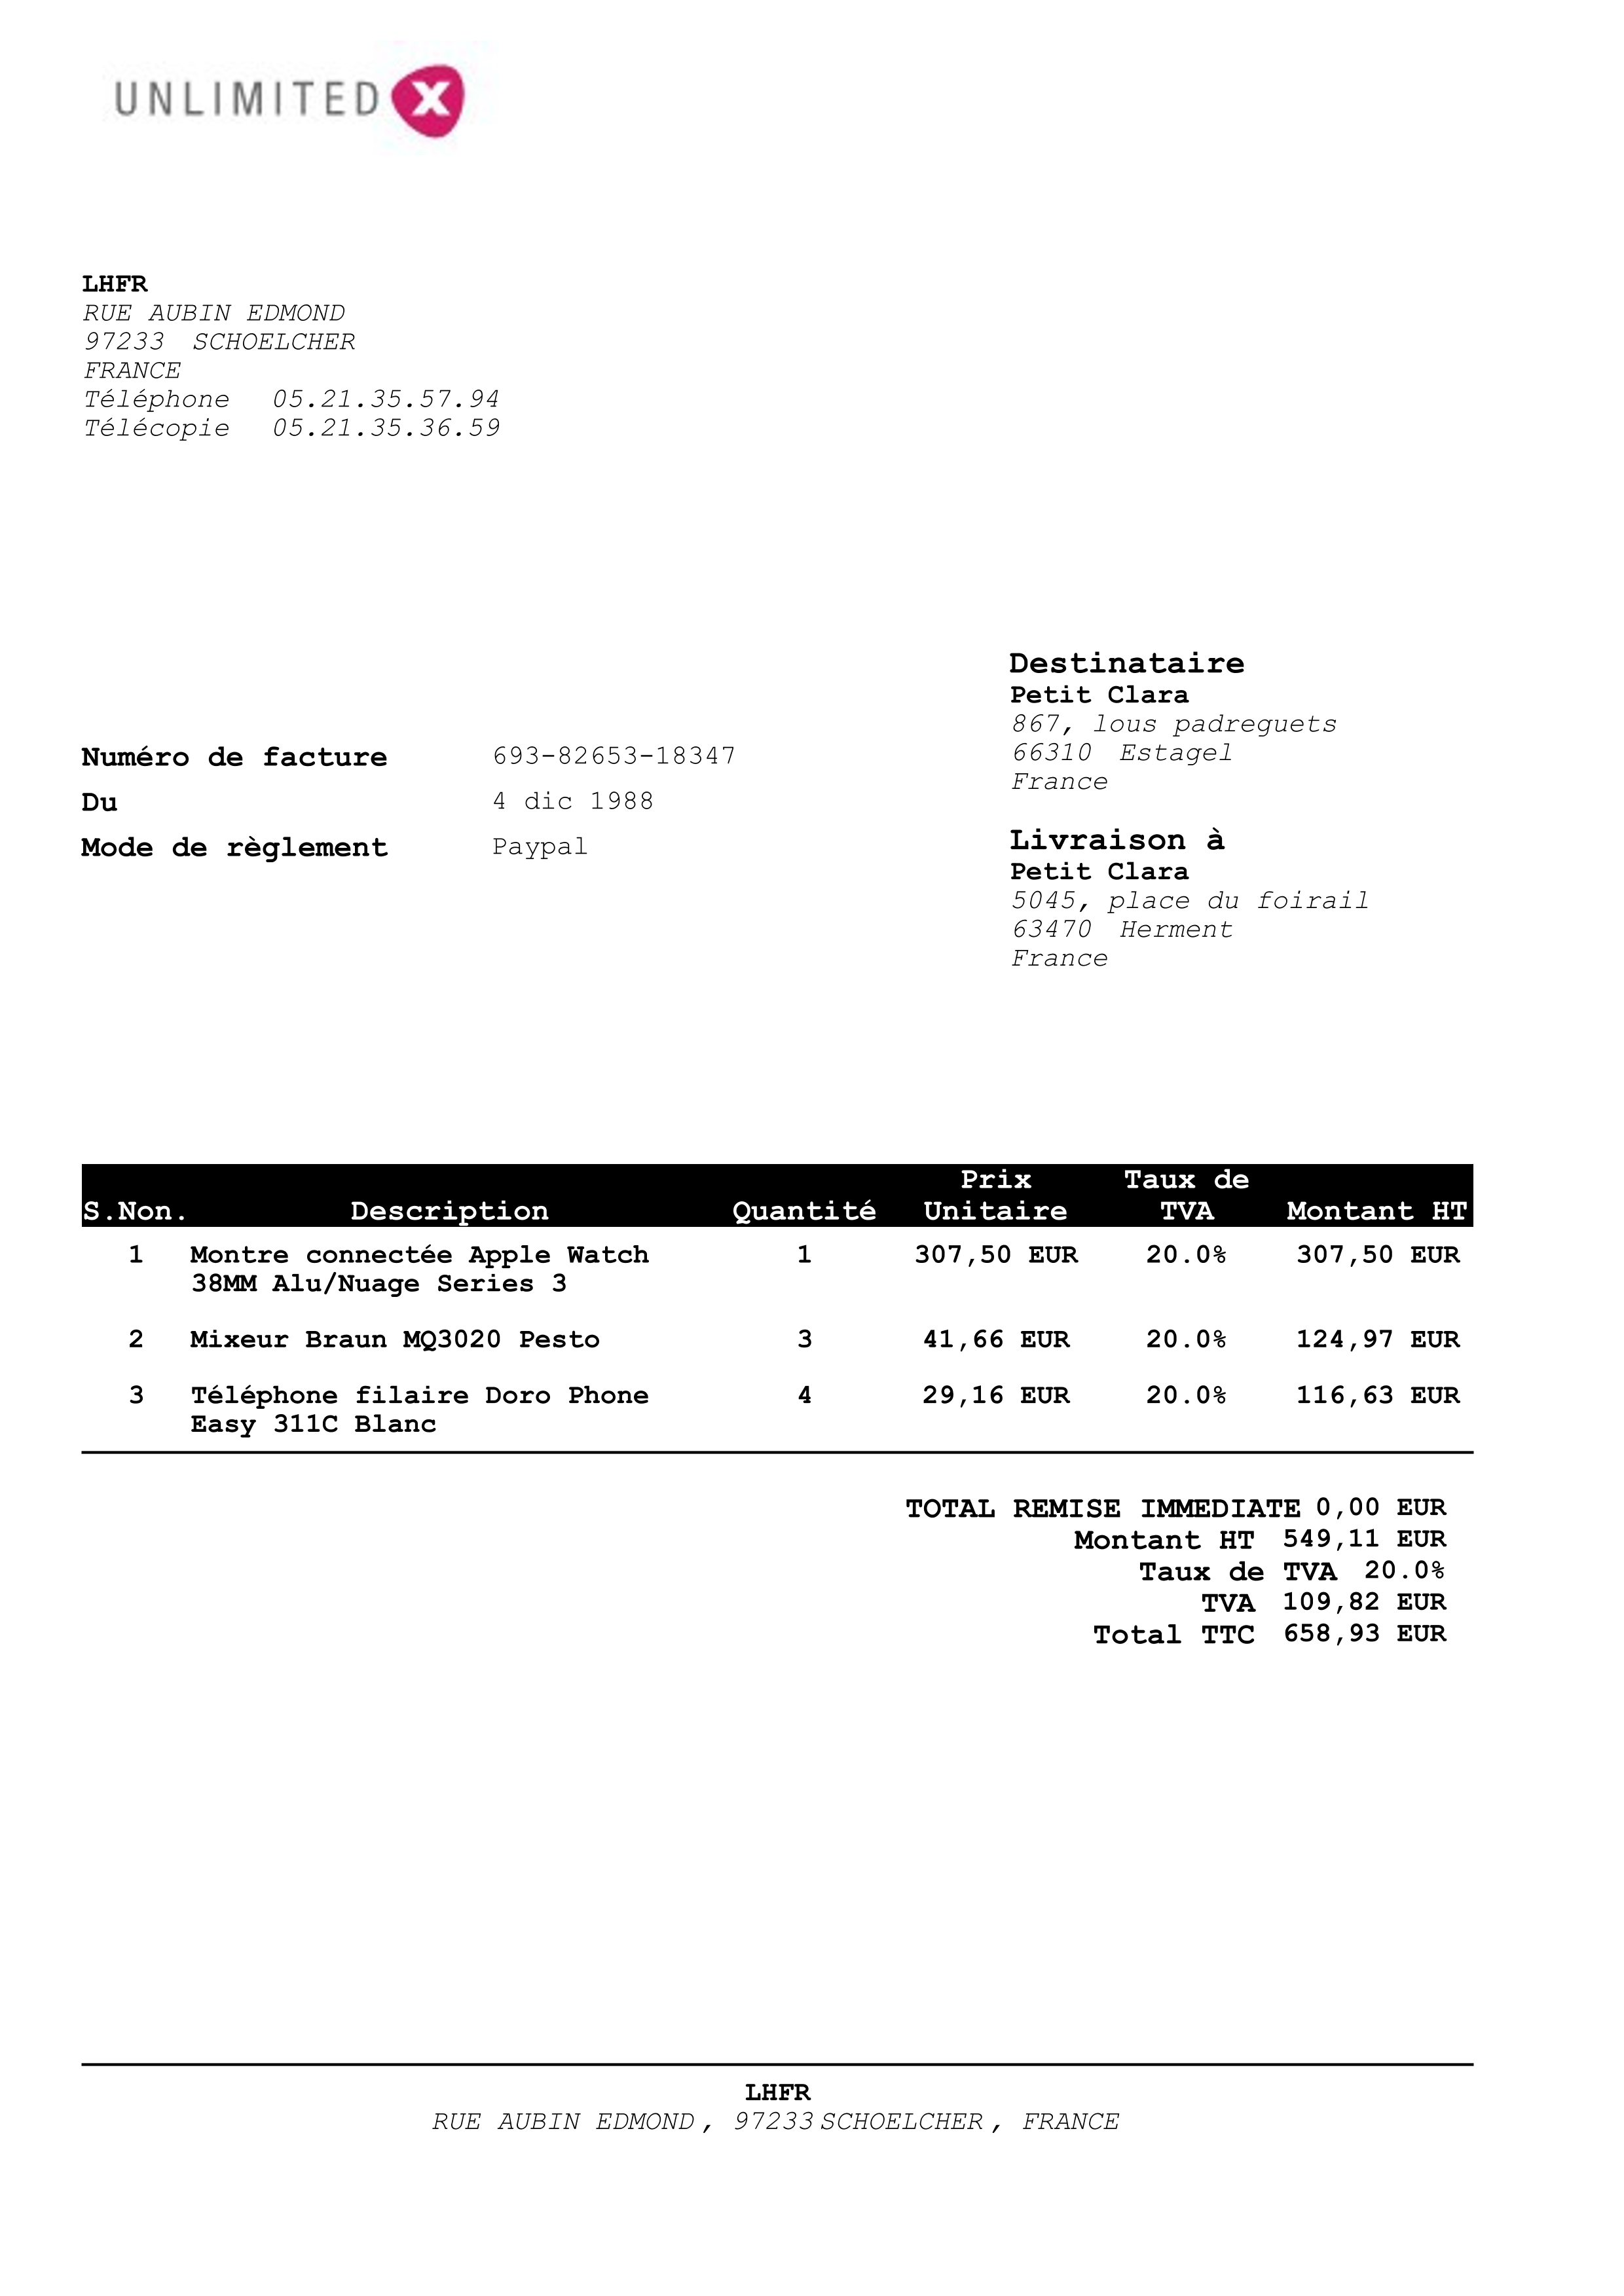 UNLIMITED X
LHFR
RUE AUBIN EDMOND
97233 SCHOELCHER
FRANCE
Téléphone 05.21.35.57.94
Télécopie 05.21.35.36.59
Numéro de facture 693-82653-18347
Du 4 dic 1988
Mode de règlement Paypal
Destinataire
Petit Clara
867, lous padreguets
66310 Estagel
France
Livraison à
Petit Clara
5045, place du foirail
63470 Herment
France
Prix Taux de
S.Non. Description Quantité Unitaire TVA Montant HT
1 Montre connectée Apple Watch 1 307,50 EUR 20.0% 307,50 EUR
38MM Alu/Nuage Series 3
2 Mixeur Braun MQ3020 Pesto 3 41,66 EUR 20.0% 124,97 EUR
3 Téléphone filaire Doro Phone 4 29,16 EUR 20.0% 116,63 EUR
Easy 311C Blanc
TOTAL REMISE IMMEDIATE 0,00 EUR
Montant HT 549,11 EUR
Taux de TVA 20.0%
TVA 109,82 EUR
Total TTC 658,93 EUR
LHFR
RUE AUBIN EDMOND , 97233 SCHOELCHER , FRANCE